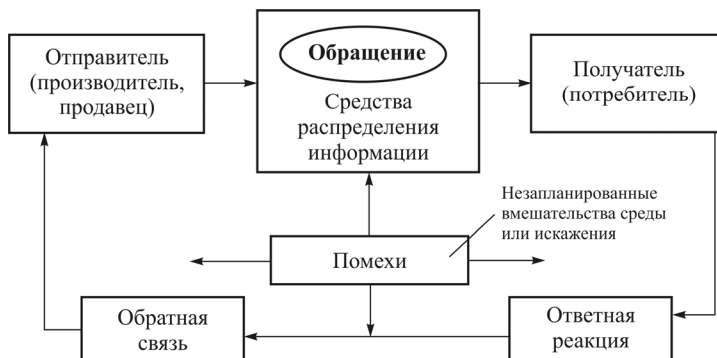 Отправитель
(производитель,
продавец)
Обращение
Средства
распределения
информации
Получатель
(потребитель)
Незапланированные
вмешательства среды
или искажения
Помехи
Обратная
связь
Ответная
реакция